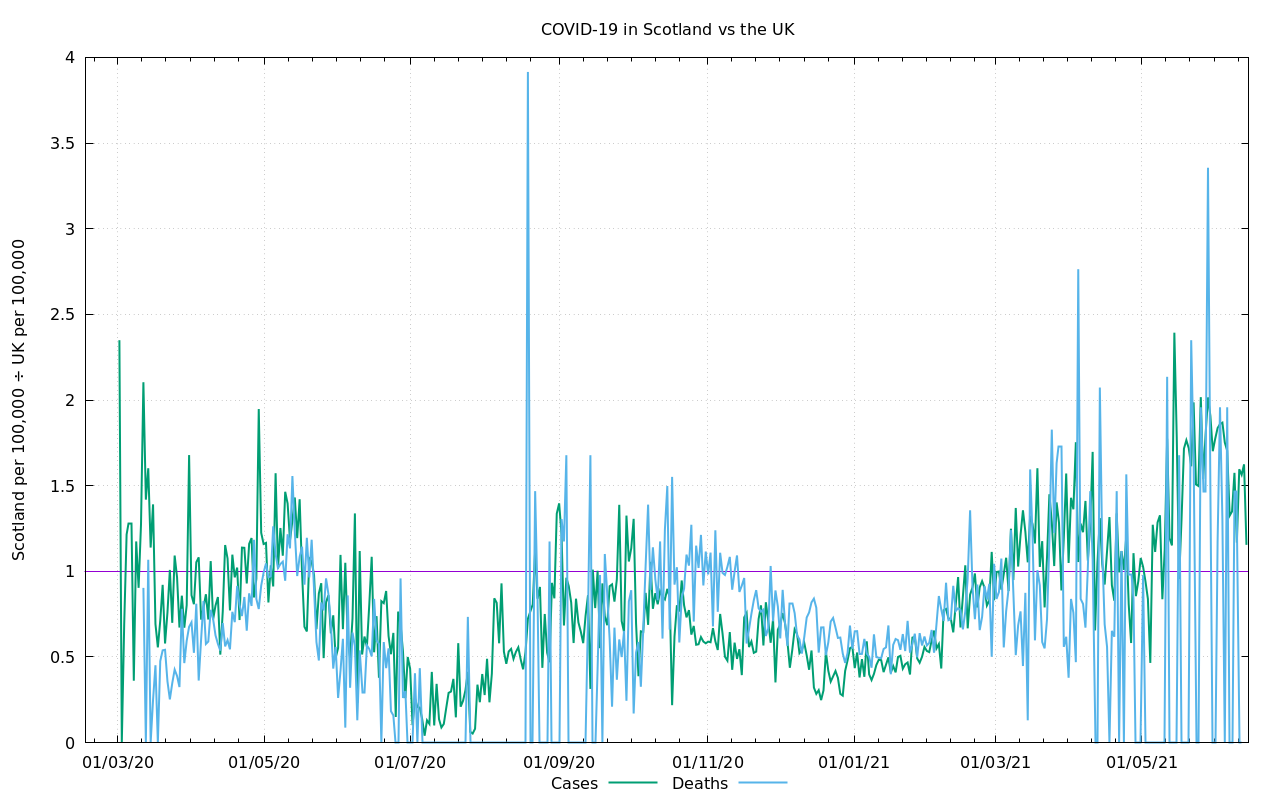 COVID-19 in Scotland vs the UK
Scotland per 100,000 ÷ UK per 100,000
4
3.5
3
2.5
2
1.5
1
0.5
0
01/03/20 01/05/20 01/07/20 01/09/20 01/11/20 01/01/21 01/03/21 01/05/21
Cases Deaths